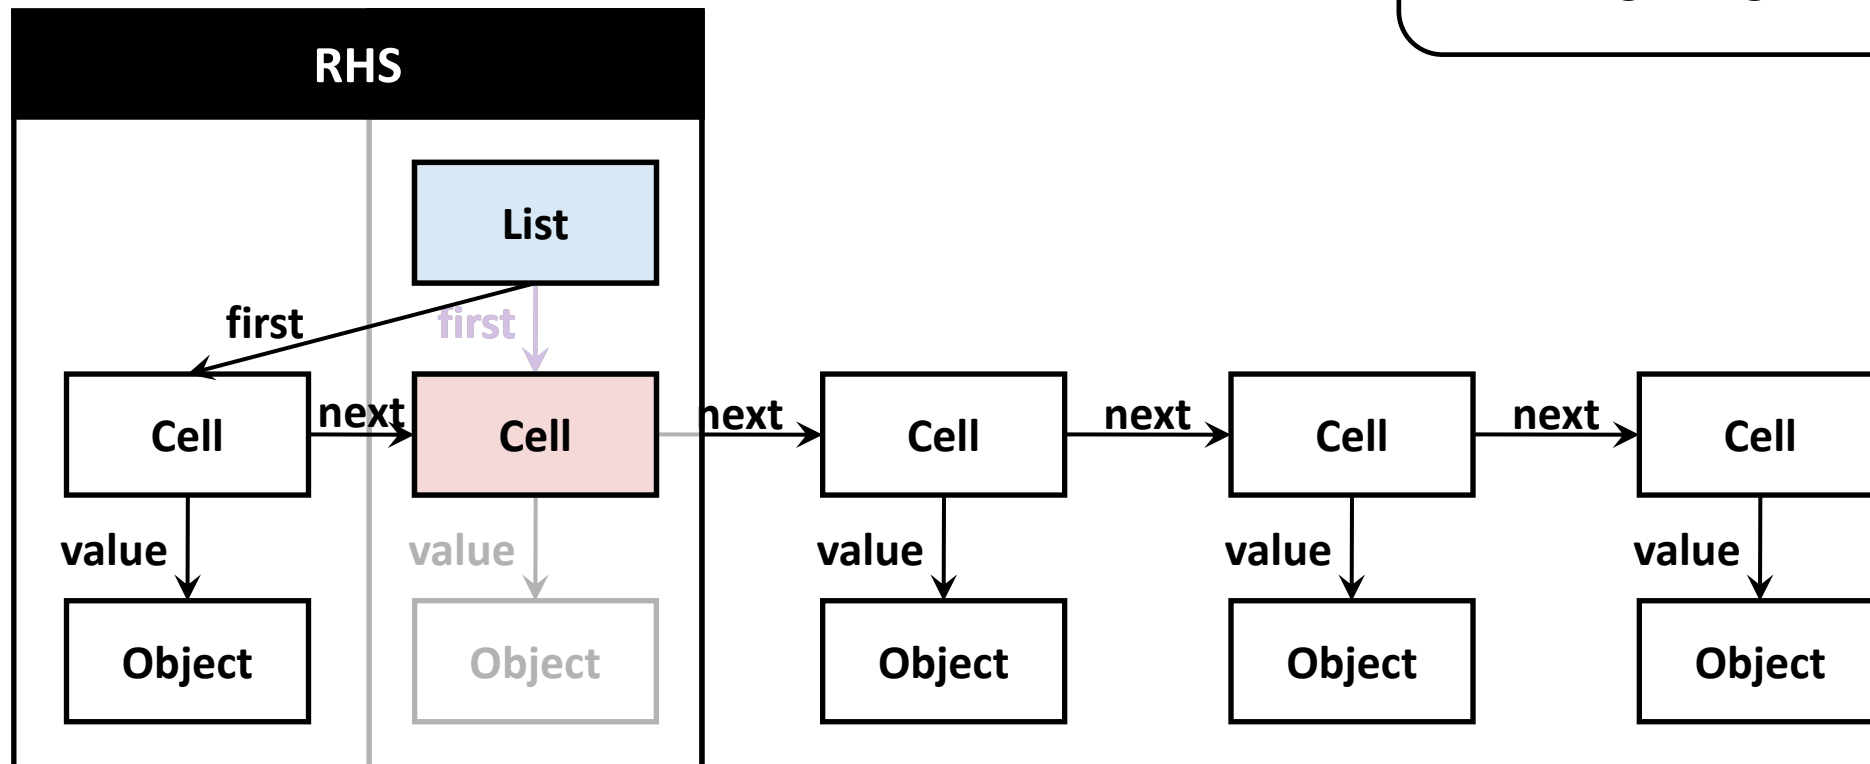 RHS
List
first
first
Cell
next
Cell
next
Cell
next
Cell
next
Cell
value
value
value
value
value
Object
Object
Object
Object
Object